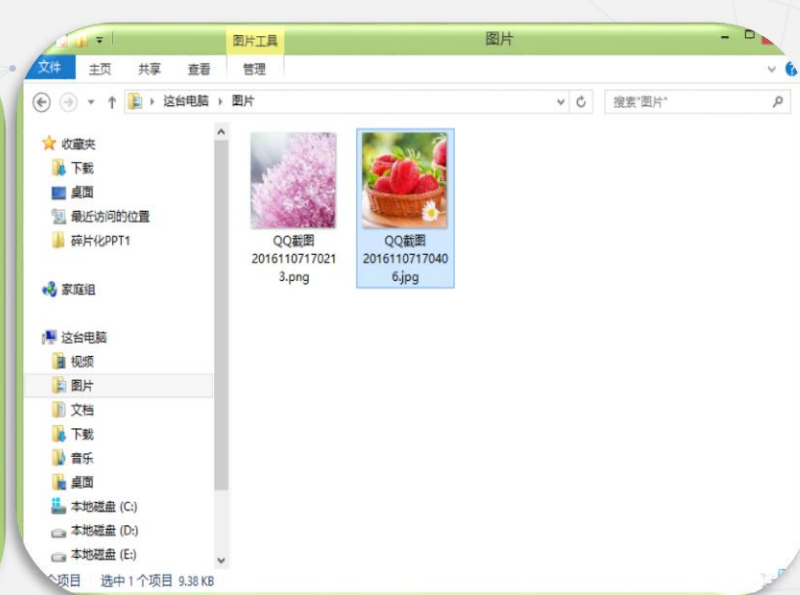 图片工具
图片
文件
主页
共享
查看
管理
这台电脑
图片
搜索"图片"
收藏夹
下载
桌面
最近访问的位置
碎片化PPT1
家庭组
这台电脑
视频
图片
文档
下载
音乐
桌面
本地磁盘 (C:)
本地磁盘 (D:)
本地磁盘 (E:)
QQ截图
2016110717021
3.png
QQ截图
2016110717040
6.jpg
个项目 选中 1 个项目 9.38 KB